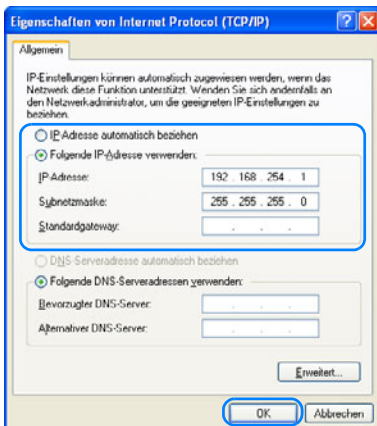 Eigenschaften von Internet Protocol (TCP/IP)
Allgemein
IP-Einstellungen können automatisch zugewiesen werden, wenn das
Netzwerk diese Funktion unterstützt. Wenden Sie sich andernfalls an
den Netzwerkadministrator, um die geeigneten IP-Einstellungen zu
beziehen.
IP-Adresse automatisch beziehen
Folgende IP-Adresse verwenden:
IP-Adresse: 192 . 168 . 254 . 1
Subnetzmaske: 255 . 255 . 255 . 0
Standardgateway: . . .
DNS-Serveradresse automatisch beziehen
Folgende DNS-Serveradressen verwenden:
Bevorzugter DNS-Server: . . .
Alternativer DNS-Server: . . .
Erweitert...
OK Abbrechen